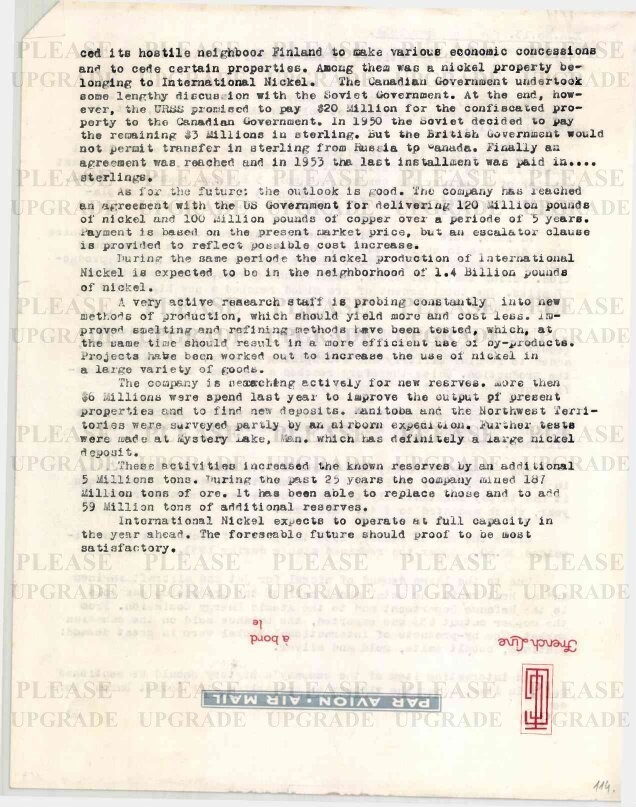 ced its hostile neighboor Finland to make various economic concessions
and to cede certain properties. Among them was a nickel property be-
longing to International Nickel. The Canadian Government undertook
some lengthy discussion with the Soviet Government. At the end, how-
ever, the URSS promised to pay $20 Million for the confiscated pro-
perty to the Canadian Government. In 1950 the Soviet decided to pay
the remaining $3 Millions in sterling. But the British Government would
not permit transfer in sterling from Russia to Canada. Finally an
agreement was reached and in 1953 the last installment was paid in....
sterlings.
As for the future: the outlook is good. The company has reached
an agreement with the US Government for delivering 120 Million pounds
of nickel and 100 Million pounds of copper over a periode of 5 years.
Payment is based on the present market price, but an escalator clause
is provided to reflect possible cost increase.
During the same periode the nickel production of International
Nickel is expected to be in the neighborhood of 1.4 Billion pounds
of nickel.
A very active research staff is probing constantly into new
methods of production, which should yield more and cost less. Im-
proved smelting and refining methods have been tested, which, at
the same time should result in a more efficient use of by-products.
Projects have been worked out to increase the use of nickel in
a large variety of goods.
The company is actively for new resrves. More then
$6 Millions were spend last year to improve the output of present
properties and to find new deposits. Manitoba and the Northwest Terri-
tories were surveyed partly by an airborn expedition. Further tests
were made at Mystery Lake, Man. which has definitely a large nickel
deposit.
These activities increased the known reserves by an additional
5 Millions tons. During the past 25 years the company mined 187
Million tons of ore. It has been able to replace those and to add
59 Million tons of additional reserves.
International Nickel expects to operate at full capacity in
the year ahead. The foreseable future should proof to be most
satisfactory.
French Line
à bord
le
PAR AVION · AIR MAIL
114.
PLEASE UPGRADE